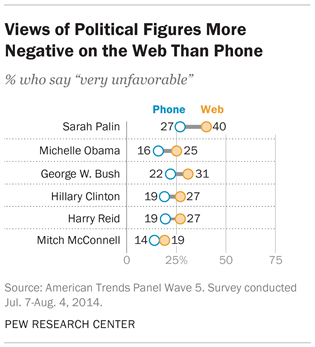 Views of Political Figures More
Negative on the Web Than Phone
% who say “very unfavorable”
Phone Web
Sarah Palin 27 40
Michelle Obama 16 25
George W. Bush 22 31
Hillary Clinton 19 27
Harry Reid 19 27
Mitch McConnell 14 19
0 25% 50 75
Source: American Trends Panel Wave 5. Survey conducted
Jul. 7-Aug. 4, 2014.
PEW RESEARCH CENTER